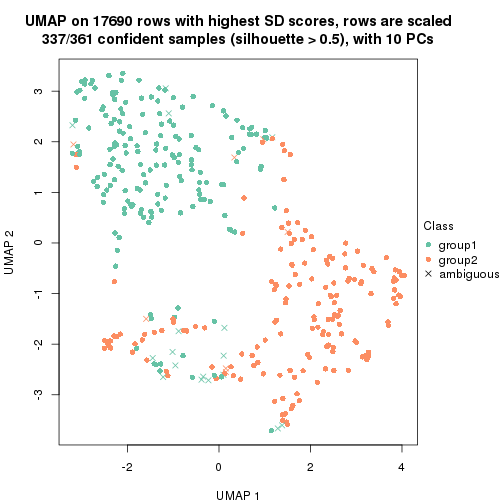 UMAP on 17690 rows with highest SD scores, rows are scaled
337/361 confident samples (silhouette > 0.5), with 10 PCs
3
2
1
0
-1
-2
-3
UMAP 2
-2
0
2
4
UMAP 1
Class
group1
group2
ambiguous